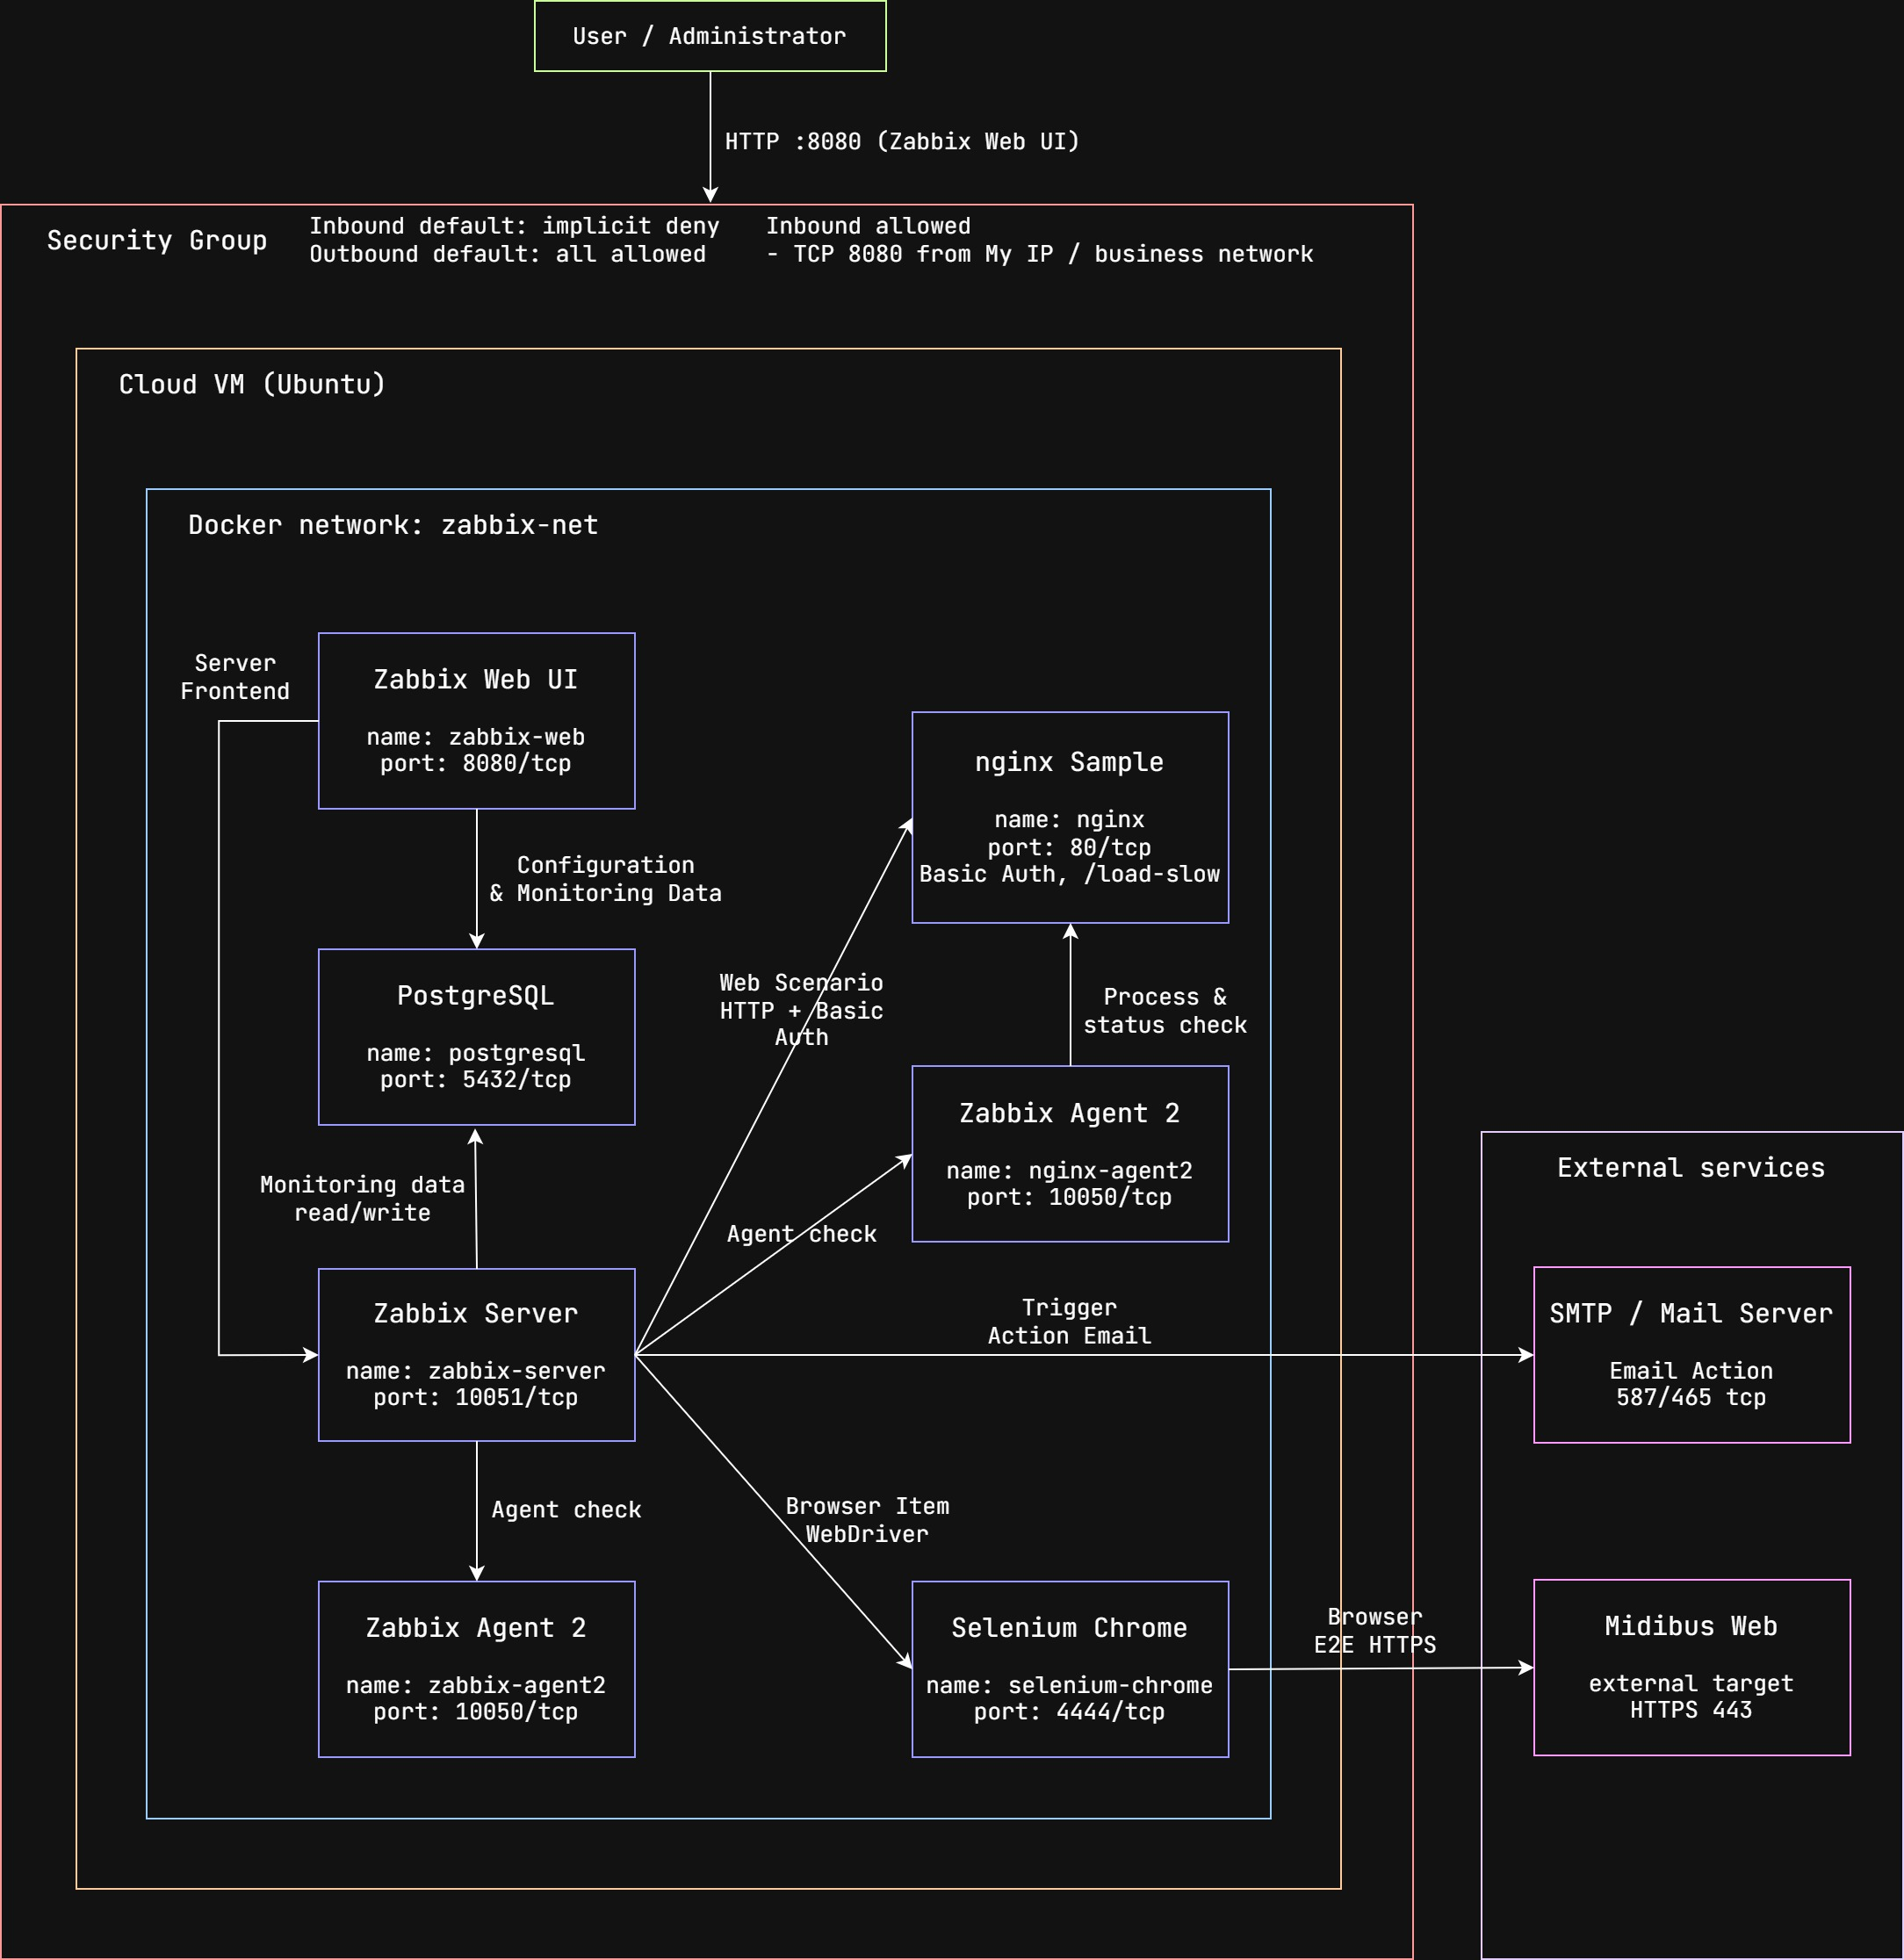 User / Administrator
HTTP :8080 (Zabbix Web UI)
Security Group
Inbound default: implicit deny
Outbound default: all allowed
Inbound allowed
- TCP 8080 from My IP / business network
Cloud VM (Ubuntu)
Docker network: zabbix-net
Server
Frontend
Zabbix Web UI
name: zabbix-web
port: 8080/tcp
nginx Sample
name: nginx
port: 80/tcp
Basic Auth, /load-slow
Configuration
& Monitoring Data
PostgreSQL
name: postgresql
port: 5432/tcp
Web Scenario
HTTP + Basic
Auth
Process &
status check
Zabbix Agent 2
name: nginx-agent2
port: 10050/tcp
Monitoring data
read/write
Agent check
External services
Zabbix Server
name: zabbix-server
port: 10051/tcp
Trigger
Action Email
SMTP / Mail Server
Email Action
587/465 tcp
Agent check
Browser Item
WebDriver
Zabbix Agent 2
name: zabbix-agent2
port: 10050/tcp
Selenium Chrome
name: selenium-chrome
port: 4444/tcp
Browser
E2E HTTPS
Midibus Web
external target
HTTPS 443